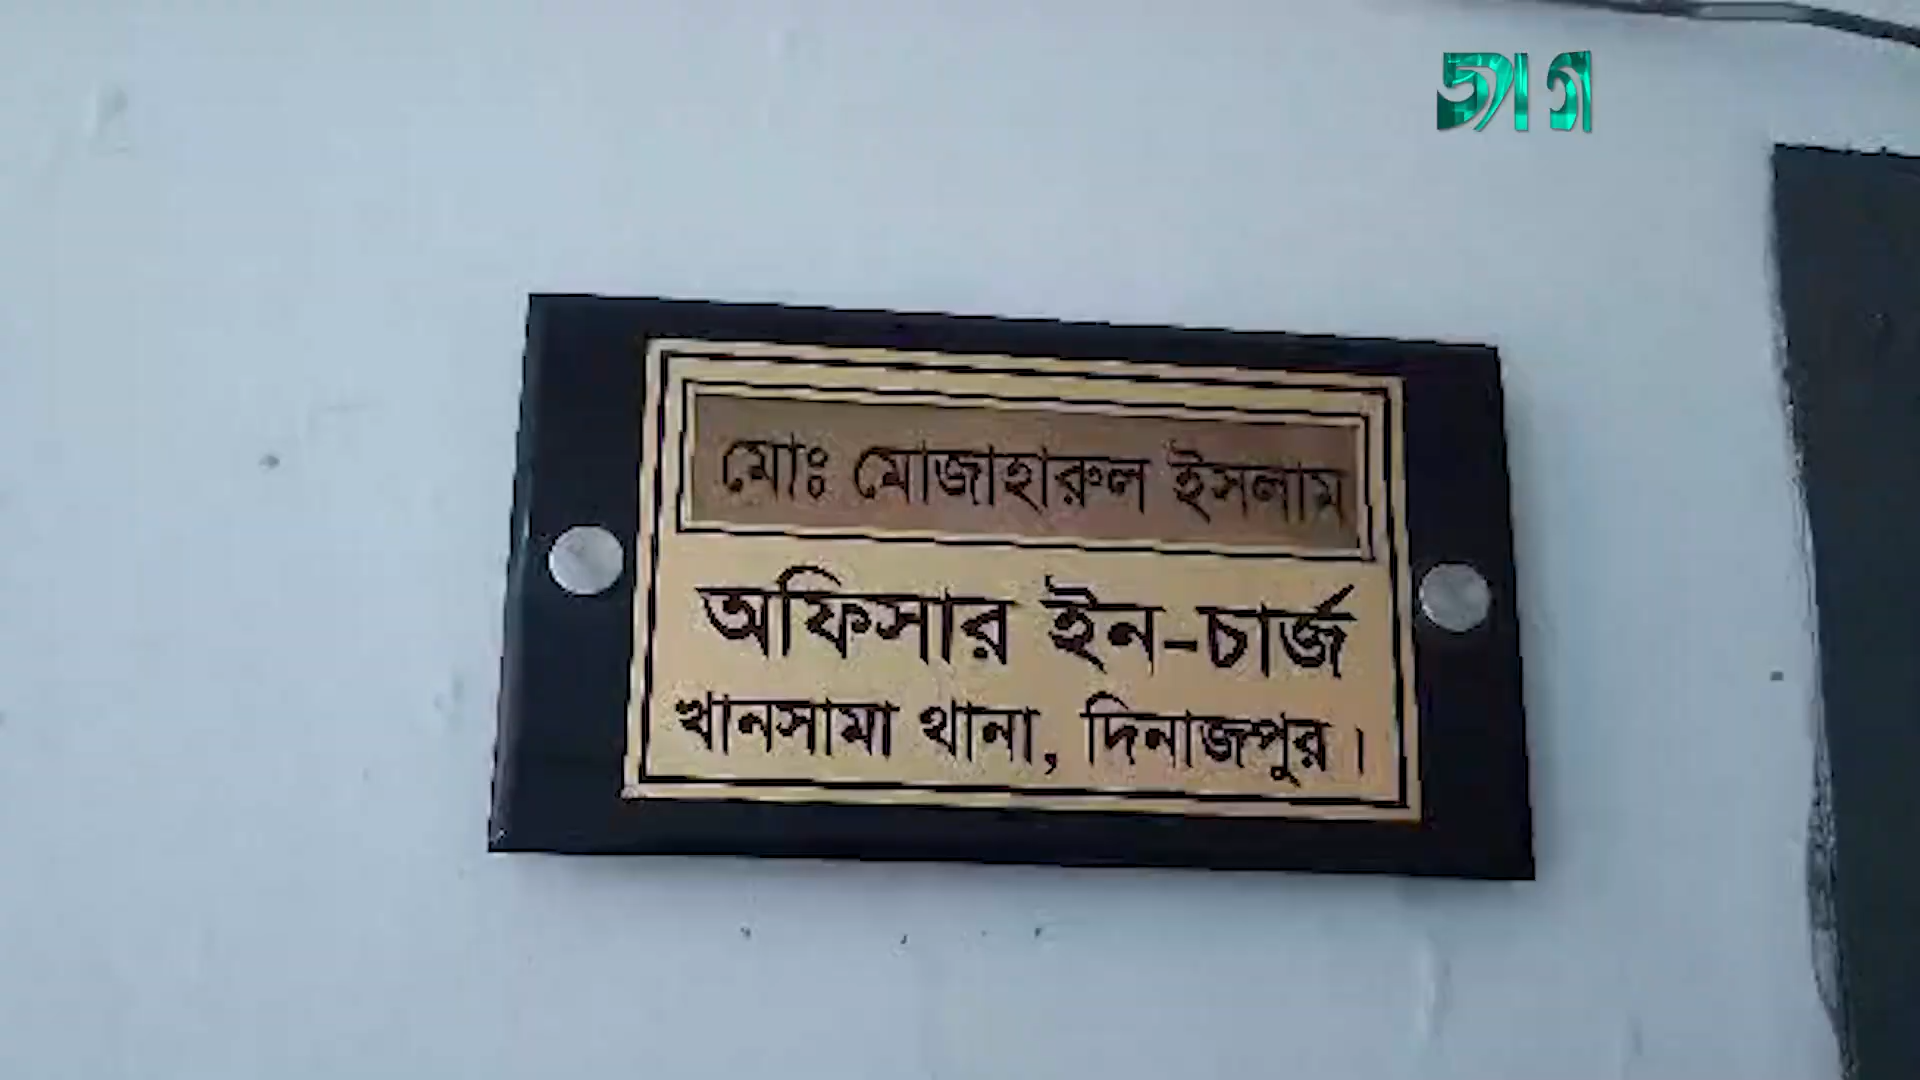 মোঃ মোজাহারুল ইসলাম
অফিসার ইন-চার্জ
খানসামা থানা, দিনাজপুর।